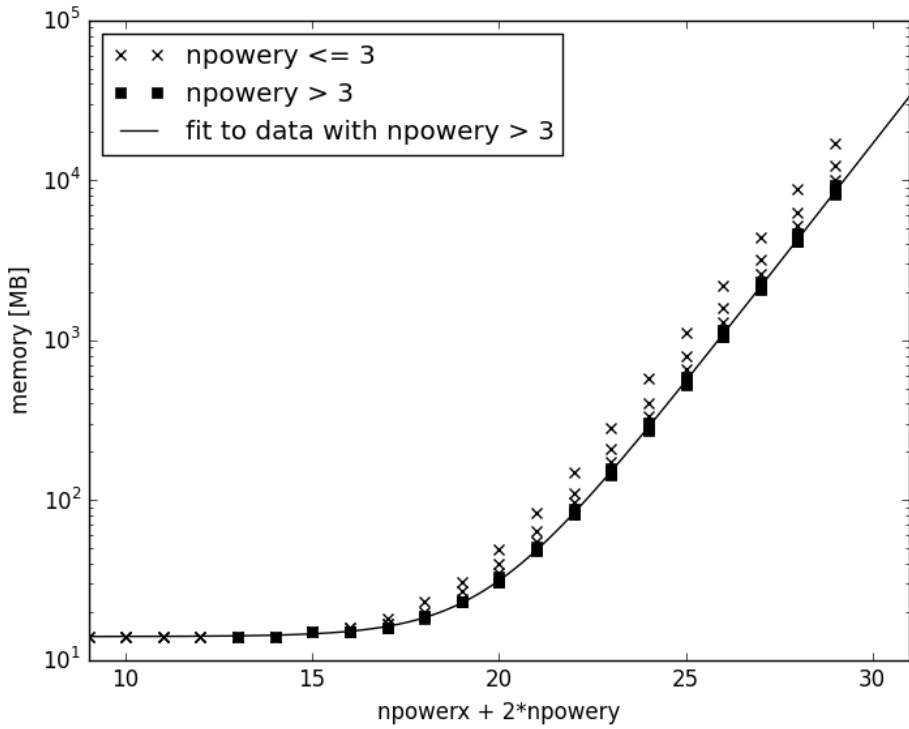 10^5
npowery <= 3
npowery > 3
fit to data with npowery > 3
10^4
10^3
10^2
10^1
memory [MB]
10 15 20 25 30
npowerx + 2*npowery